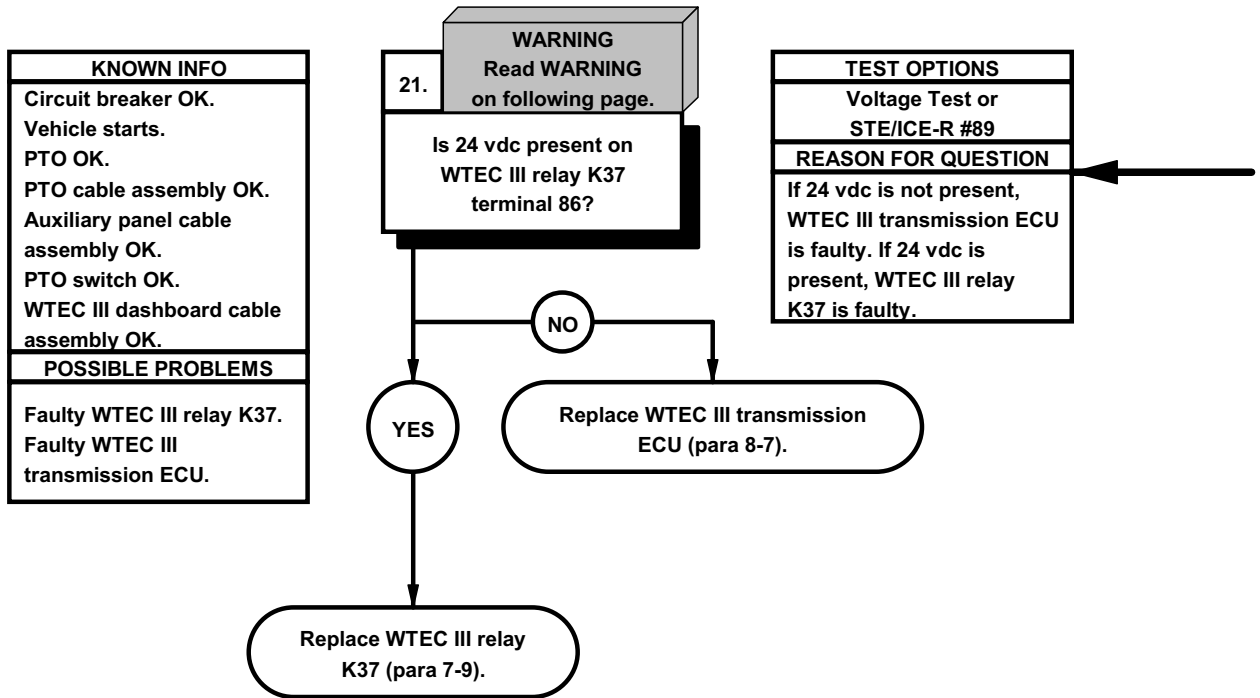 KNOWN INFO
Circuit breaker OK.
Vehicle starts.
PTO OK.
PTO cable assembly OK.
Auxiliary panel cable
assembly OK.
PTO switch OK.
WTEC III dashboard cable
assembly OK.
POSSIBLE PROBLEMS
Faulty WTEC III relay K37.
Faulty WTEC III
transmission ECU.
WARNING
Read WARNING
on following page.
21.
Is 24 vdc present on
WTEC III relay K37
terminal 86?
TEST OPTIONS
Voltage Test or
STE/ICE-R #89
REASON FOR QUESTION
If 24 vdc is not present,
WTEC III transmission ECU
is faulty. If 24 vdc is
present, WTEC III relay
K37 is faulty.
NO
YES
Replace WTEC III transmission
ECU (para 8-7).
Replace WTEC III relay
K37 (para 7-9).